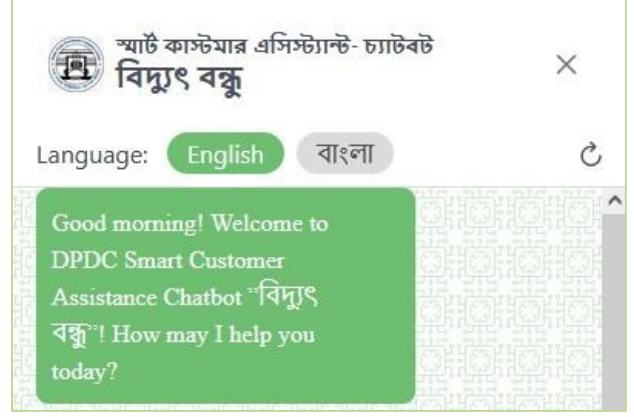 স্মার্ট কাস্টমার এসিস্ট্যান্ট- চ্যাটবট
বিদ্যুৎ বন্ধু
Language: English বাংলা
Good morning! Welcome to
DPDC Smart Customer
Assistance Chatbot "বিদ্যুৎ
বন্ধু"! How may I help you
today?